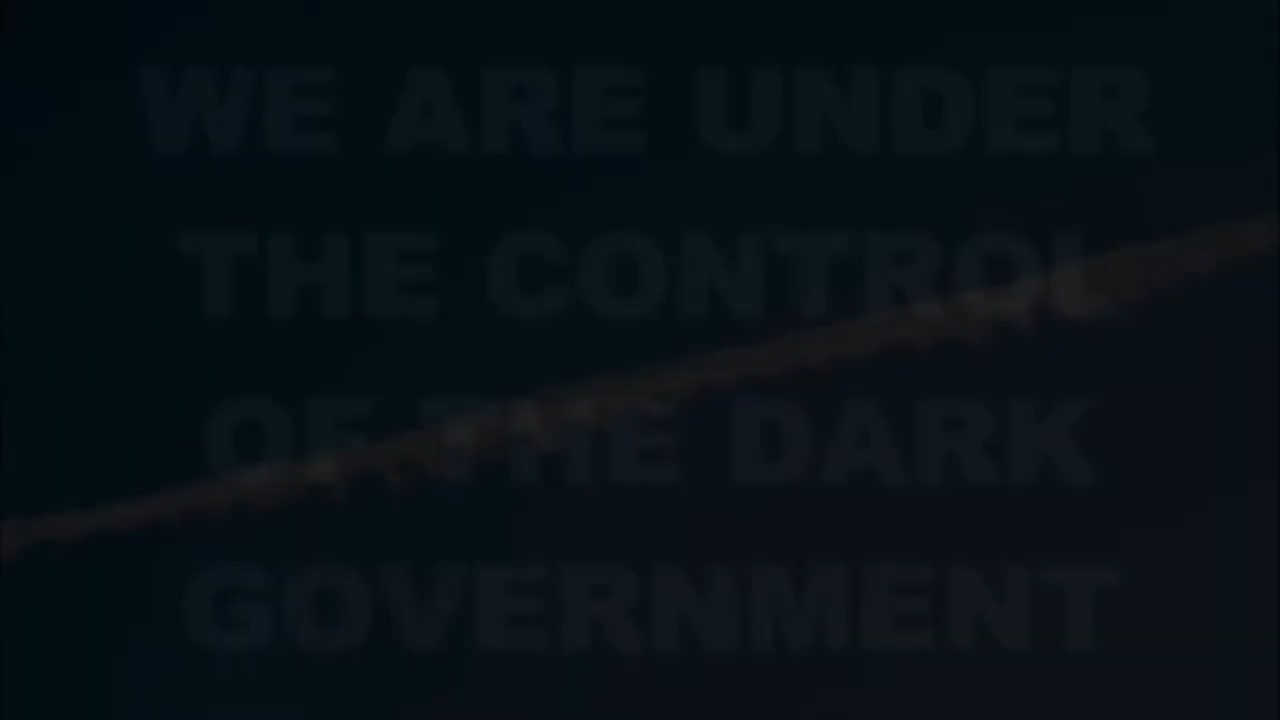 WE ARE UNDER
THE CONTROL
OF THE DARK
GOVERNMENT